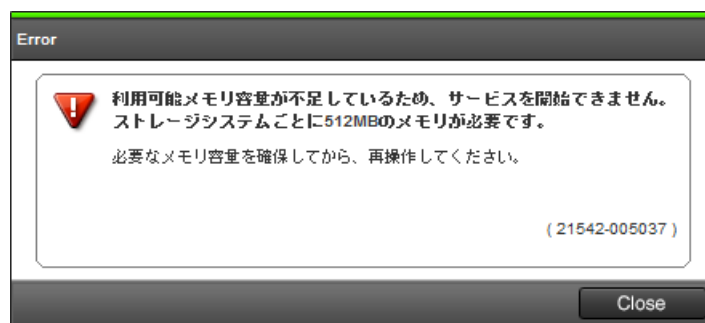 Error
利用可能メモリ容量が不足しているため、サービスを開始できません。
ストレージシステムごとに512MBのメモリが必要です。
必要なメモリ容量を確保してから、再操作してください。
( 21542-005037 )
Close